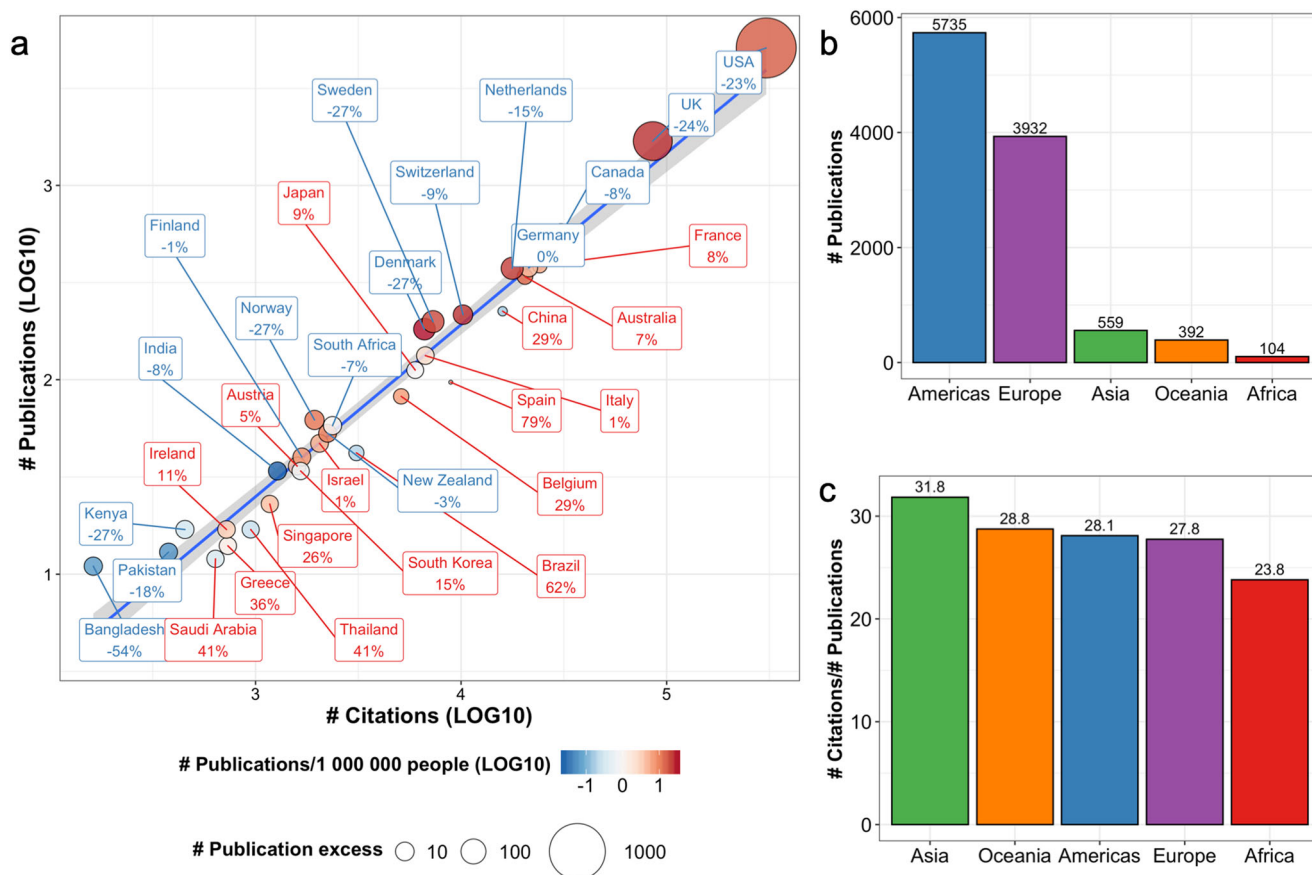 a
# Publications (LOG10)
3
2
1
3
4
5
# Citations (LOG10)
USA
-23%
UK
-24%
Sweden
-27%
Netherlands
-15%
Canada
-8%
Switzerland
-9%
Japan
9%
Finland
-1%
Germany
0%
France
8%
Denmark
-27%
Norway
-27%
China
29%
Australia
7%
India
-8%
South Africa
-7%
Austria
5%
Spain
79%
Italy
1%
Ireland
11%
Israel
1%
New Zealand
-3%
Belgium
29%
Kenya
-27%
Singapore
26%
South Korea
15%
Brazil
62%
Pakistan
-18%
Greece
36%
Bangladesh
-54%
Saudi Arabia
41%
Thailand
41%
# Publications/1 000 000 people (LOG10)
-1 0 1
# Publication excess
10 100 1000
b
# Publications
6000
4000
2000
0
5735
3932
559
392
104
Americas Europe Asia Oceania Africa
c
# Citations/# Publications
30
20
10
0
31.8
28.8
28.1
27.8
23.8
Asia Oceania Americas Europe Africa